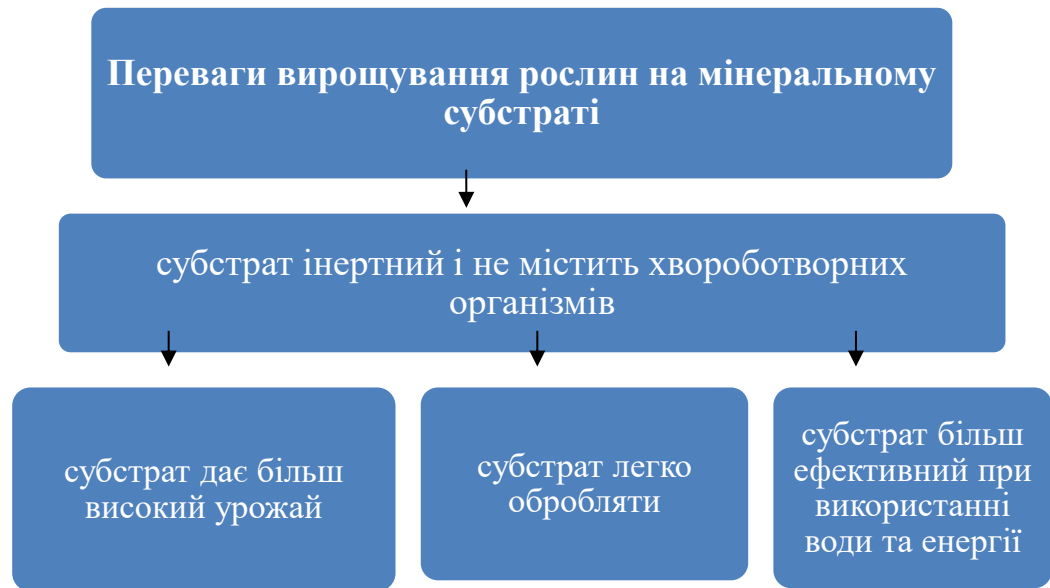 Переваги вирощування рослин на мінеральному
субстраті
субстрат інертний і не містить хвороботворних
організмів
субстрат дає більш
високий урожай
субстрат легко
обробляти
субстрат більш
ефективний при
використанні
води та енергії